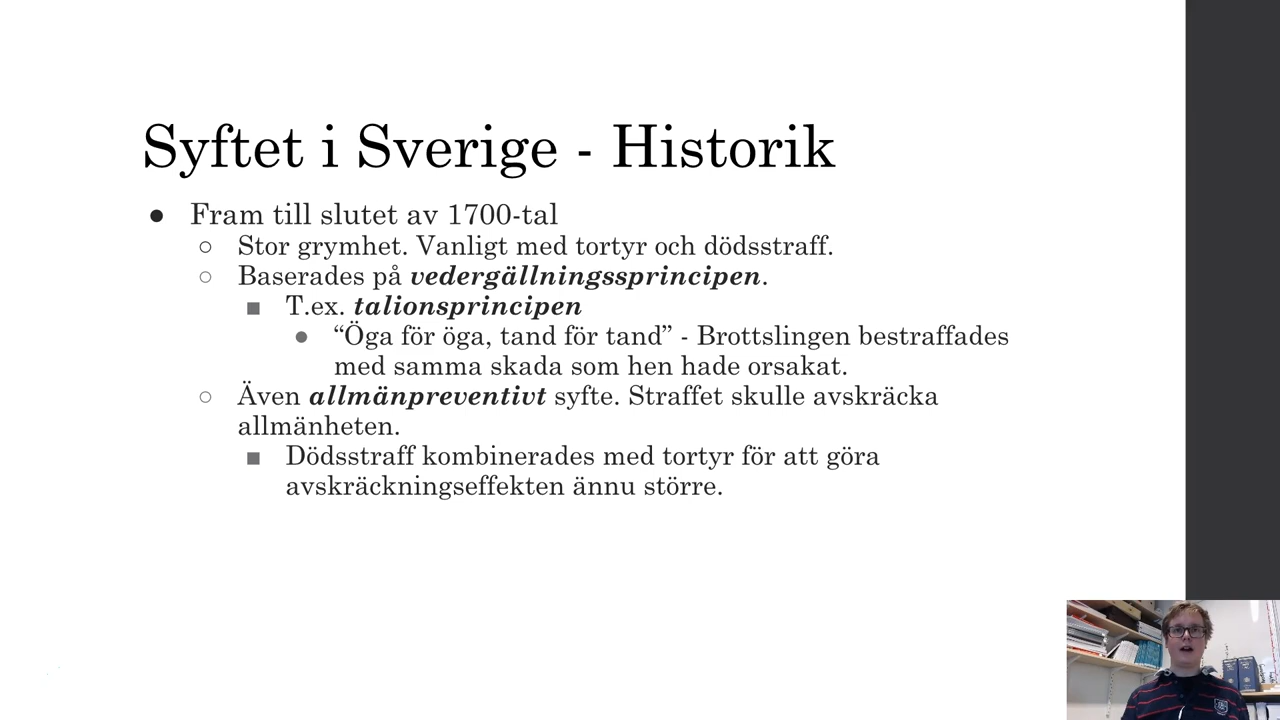 Syftet i Sverige - Historik
● Fram till slutet av 1700-tal
○ Stor grymhet. Vanligt med tortyr och dödsstraff.
○ Baserades på vedergällningssprincipen.
■ T.ex. talionsprincipen
● “Öga för öga, tand för tand” - Brottslingen bestraffades
med samma skada som hen hade orsakat.
○ Även allmänpreventivt syfte. Straffet skulle avskräcka
allmänheten.
■ Dödsstraff kombinerades med tortyr för att göra
avskräckningseffekten ännu större.